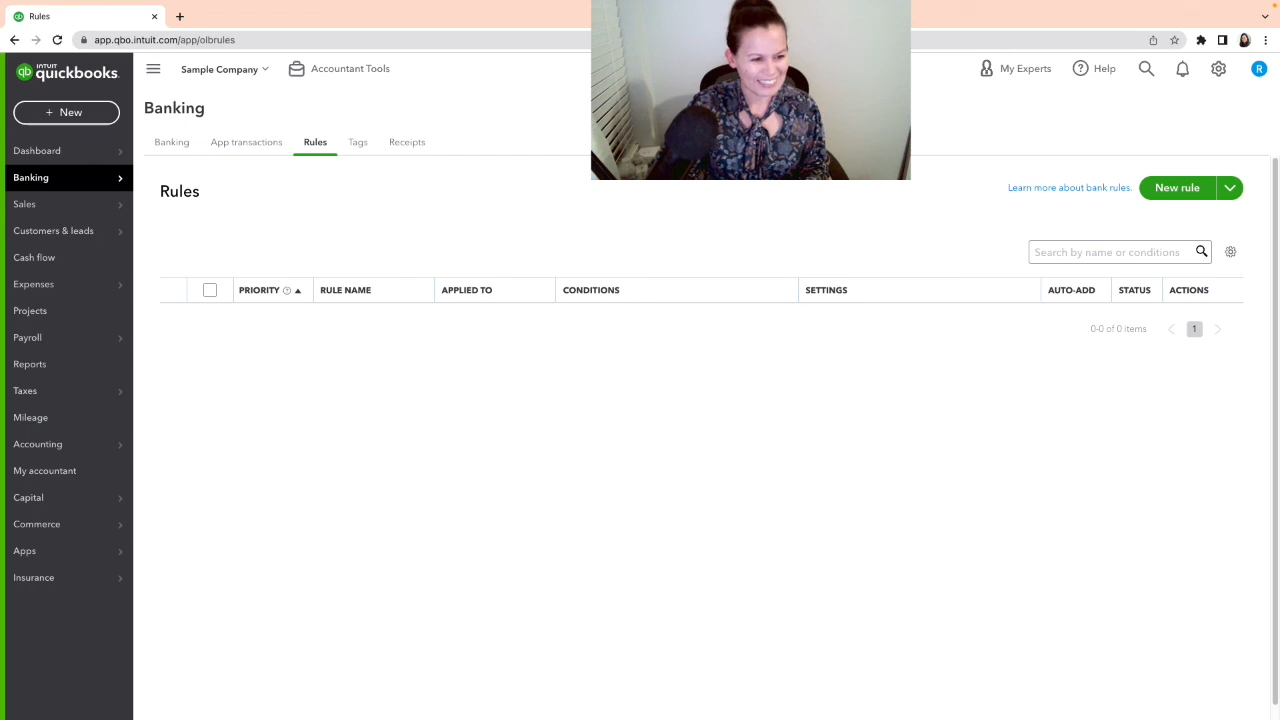 Rules
app.qbo.intuit.com/app/olbrules
INTUIT
quickbooks.
Sample Company
Accountant Tools
My Experts
Help
R
+ New
Dashboard
Banking
Sales
Customers & leads
Cash flow
Expenses
Projects
Payroll
Reports
Taxes
Mileage
Accounting
My accountant
Capital
Commerce
Apps
Insurance
Banking
Banking App transactions Rules Tags Receipts
Rules
Learn more about bank rules.
New rule
Search by name or conditions
PRIORITY RULE NAME APPLIED TO CONDITIONS SETTINGS AUTO-ADD STATUS ACTIONS
0-0 of 0 items 1